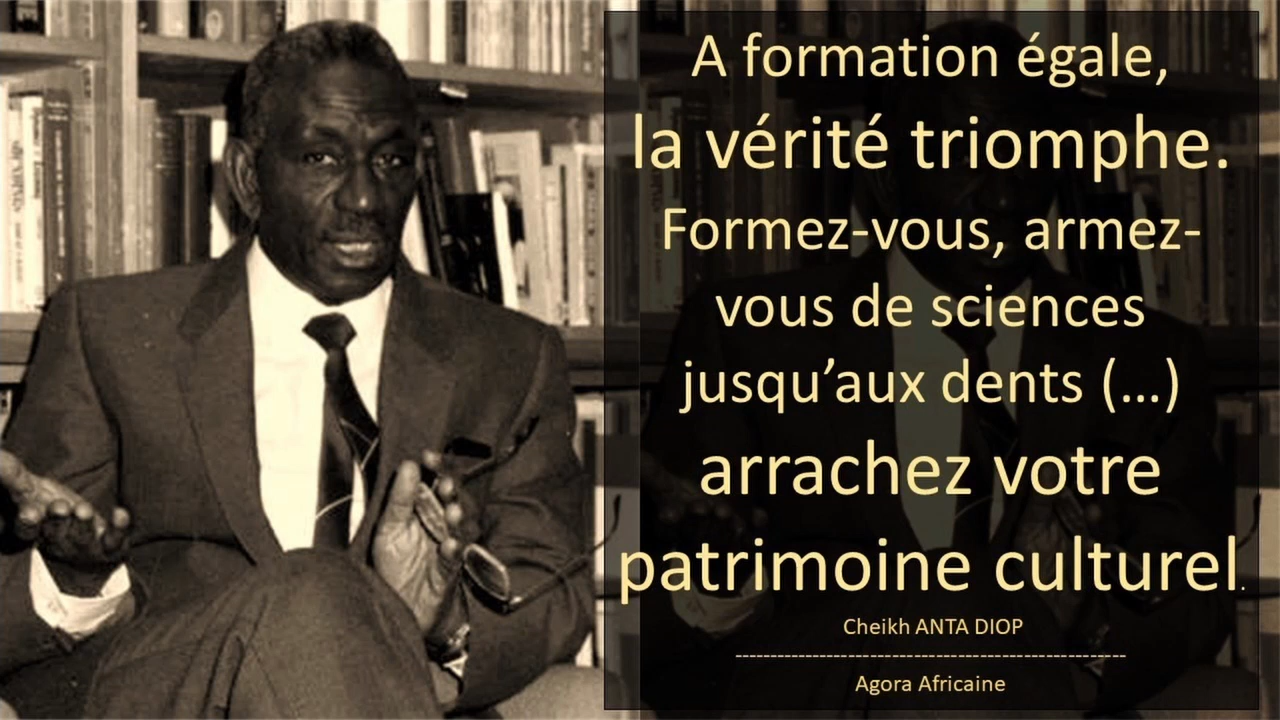 A formation égale,
la vérité triomphe.
Formez-vous, armez-
vous de sciences
jusqu’aux dents (…)
arrachez votre
patrimoine culturel.
Cheikh ANTA DIOP
-------------------------------------------------------
Agora Africaine